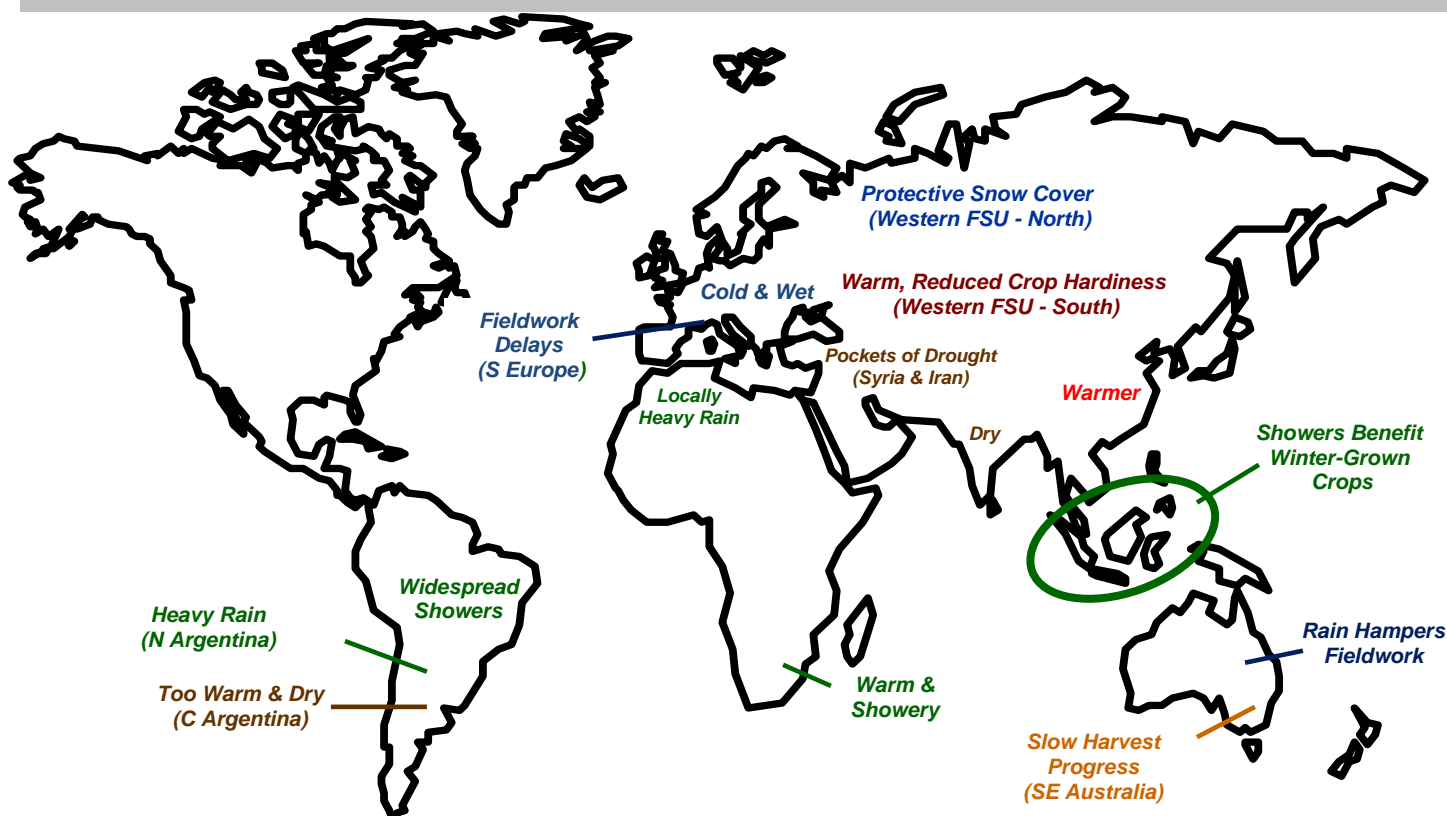 Protective Snow Cover
(Western FSU - North)
Cold & Wet
Warm, Reduced Crop Hardiness
(Western FSU - South)
Fieldwork
Delays
(S Europe)
Pockets of Drought
(Syria & Iran)
Locally
Heavy Rain
Warmer
Dry
Showers Benefit
Winter-Grown
Crops
Widespread
Showers
Heavy Rain
(N Argentina)
Too Warm & Dry
(C Argentina)
Warm &
Showery
Rain Hampers
Fieldwork
Slow Harvest
Progress
(SE Australia)